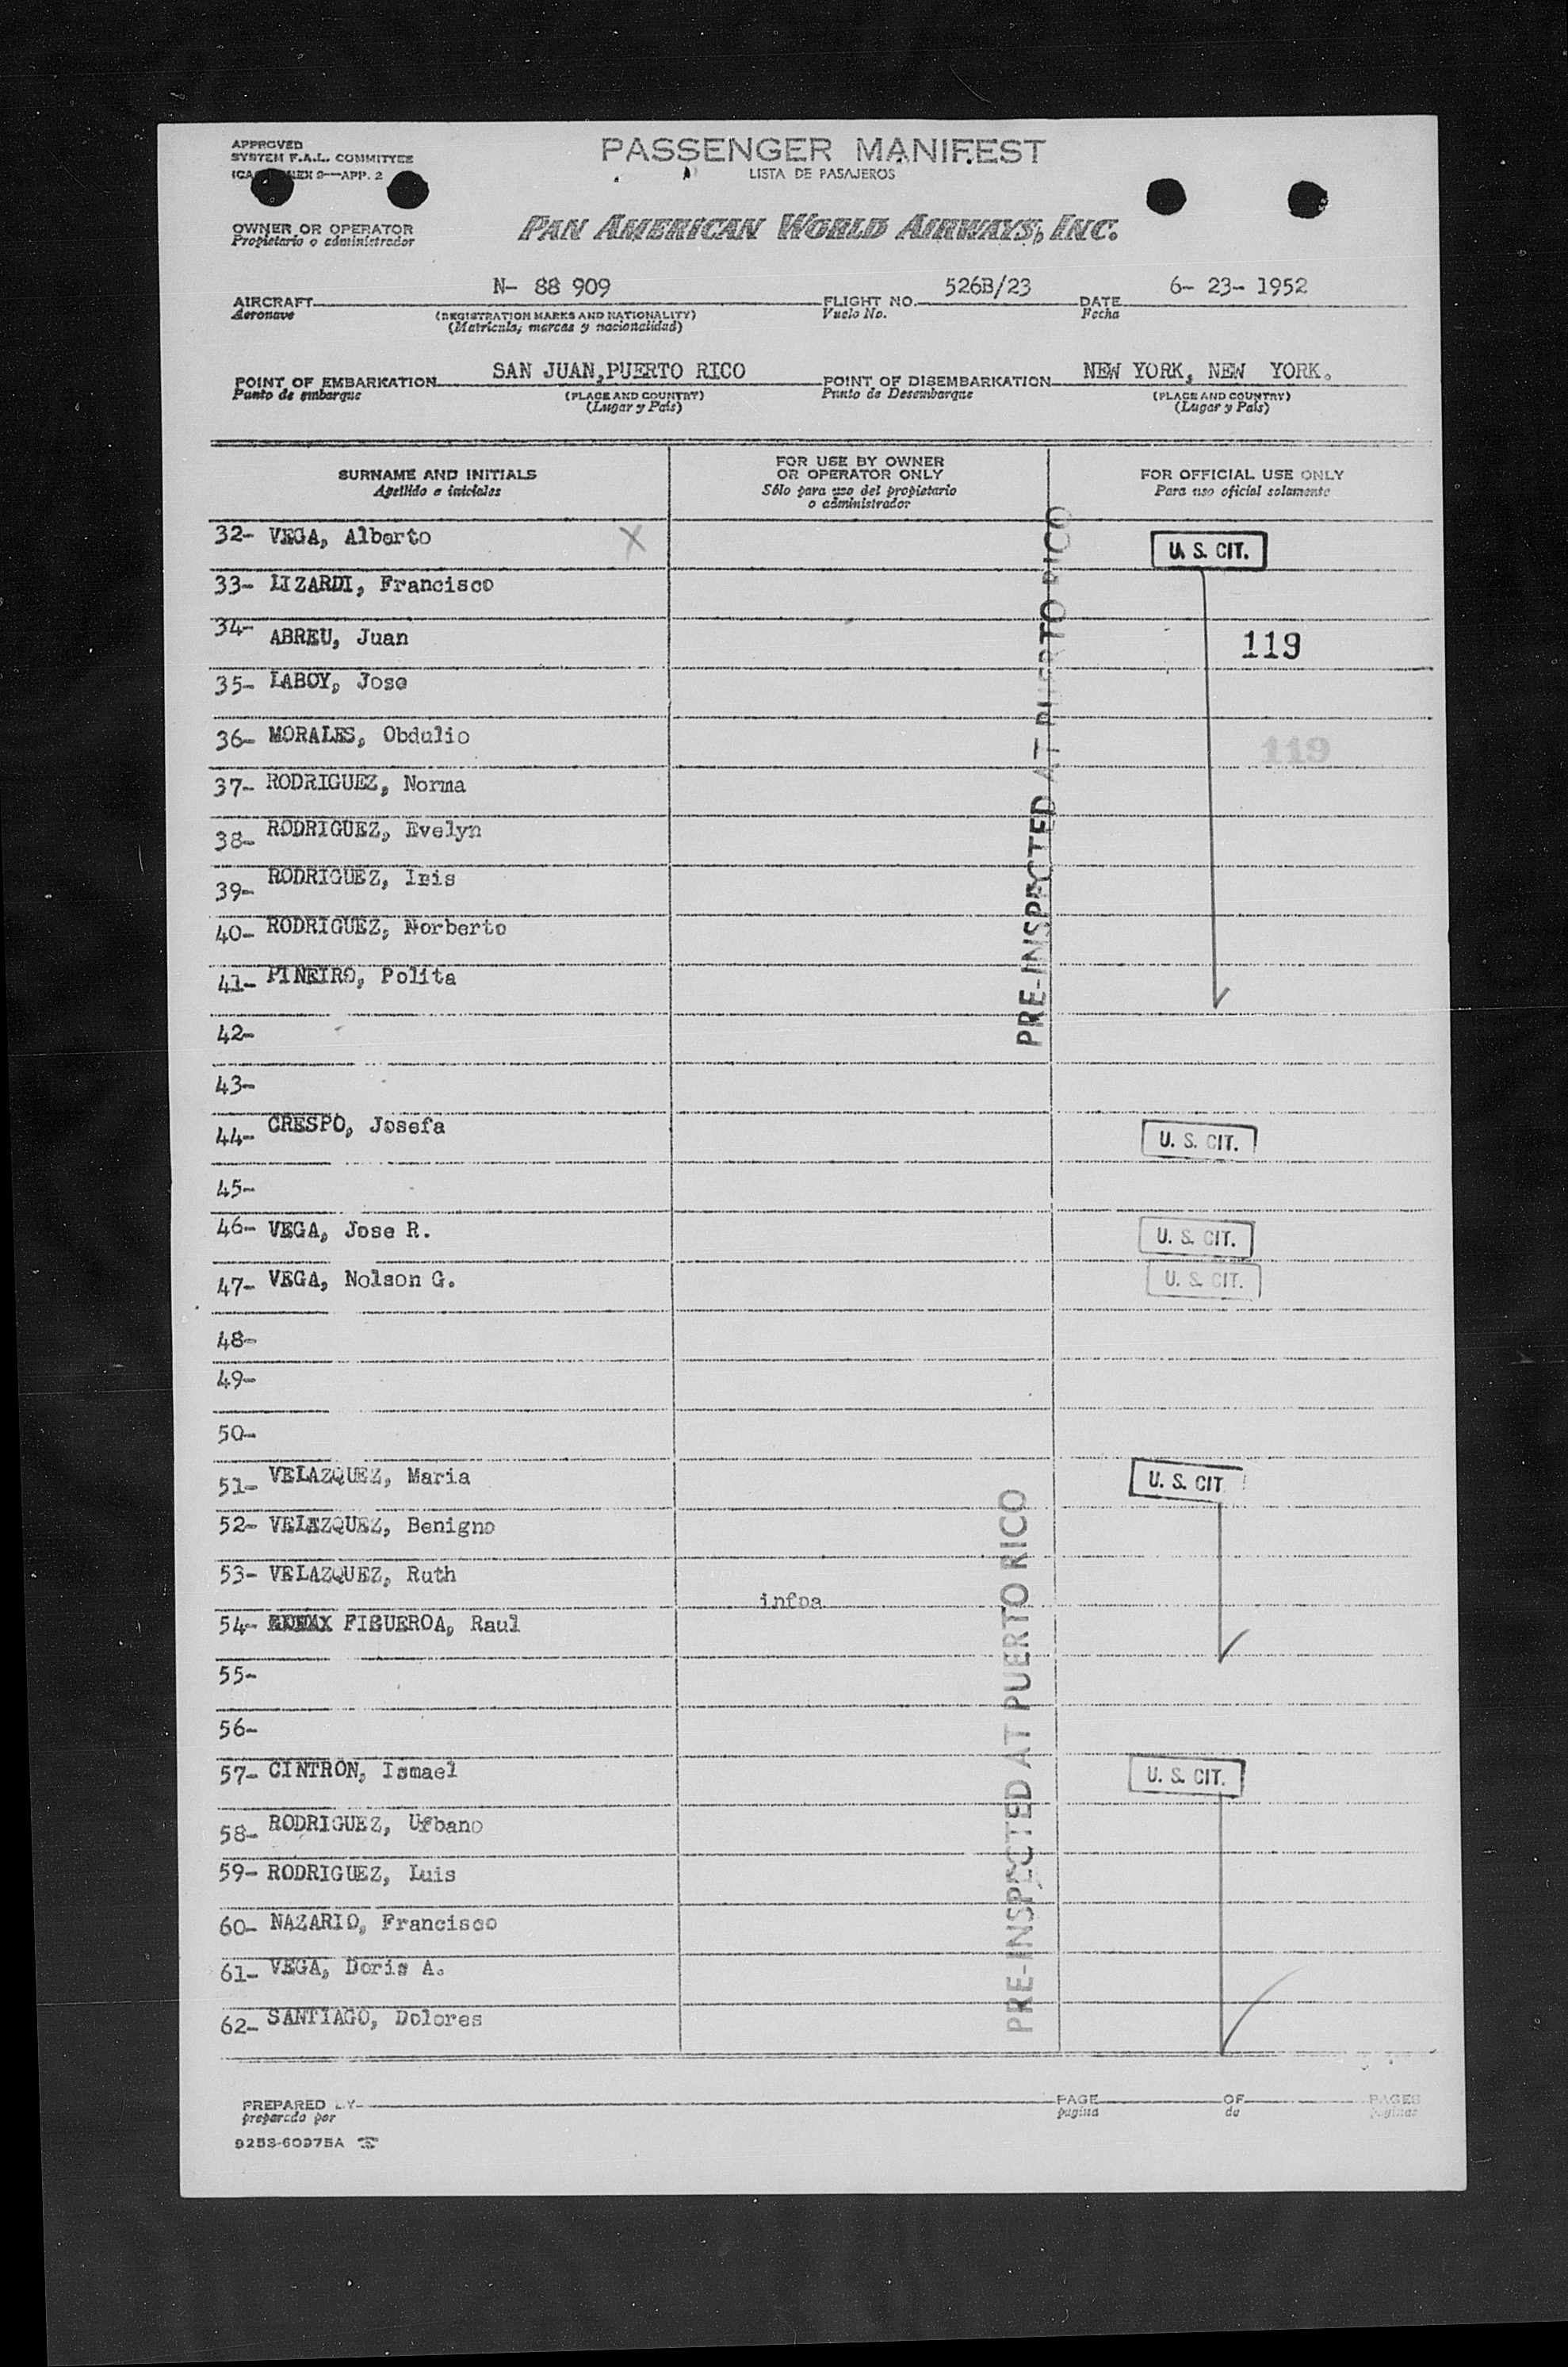 APPROVED
SYSTEM F.A.L. COMMITTEE
9—APP. 2
PASSENGER MANIFEST
LISTA DE PASAJEROS
OWNER OR OPERATOR
Propietario o administrador
PAN AMERICAN WORLD AIRWAYS, INC.
AIRCRAFT N- 88 909 FLIGHT NO. 526B/23 DATE 6- 23- 1952
Aeronave (REGISTRATION MARKS AND NATIONALITY) Vuelo No. Fecha
(Matrícula, marcas y nacionalidad)
POINT OF EMBARKATION SAN JUAN,PUERTO RICO POINT OF DISEMBARKATION NEW YORK, NEW YORK.
Punto de embarque (PLACE AND COUNTRY) Punto de Desembarque (PLACE AND COUNTRY)
(Lugar y País) (Lugar y País)
SURNAME AND INITIALS
Apellido e iniciales
FOR USE BY OWNER
OR OPERATOR ONLY
Sólo para uso del propietario
o administrador
FOR OFFICIAL USE ONLY
Para uso oficial solamente
32- VEGA, Alberto X U. S. CIT.
33- LIZARDI, Francisco
34- ABREU, Juan 119
35- LABOY, Jose
36- MORALES, Obdulio 119
37- RODRIGUEZ, Norma
38- RODRIGUEZ, Evelyn
39- RODRIGUEZ, Iris
40- RODRIGUEZ, Norberto
41- PINEIRO, Polita
PRE-INSPECTED AT PUERTO RICO
42-
43-
44- CRESPO, Josefa U. S. CIT.
45-
46- VEGA, Jose R. U. S. CIT.
47- VEGA, Nolson G. U. S. CIT.
48-
49-
50-
51- VELAZQUEZ, Maria U. S. CIT
52- VELAZQUEZ, Benigno
53- VELAZQUEZ, Ruth
54- FIGUEROA, Raul
55-
56-
57- CINTRON, Ismael U. S. CIT.
58- RODRIGUEZ, Urbano
59- RODRIGUEZ, Luis
60- NAZARIO, Francisco
61- VEGA, Doris A.
62- SANTIAGO, Dolores
PRE-INSPECTED AT PUERTO RICO
PREPARED BY PAGE OF PAGES
preparado por página de páginas
9253-60975A